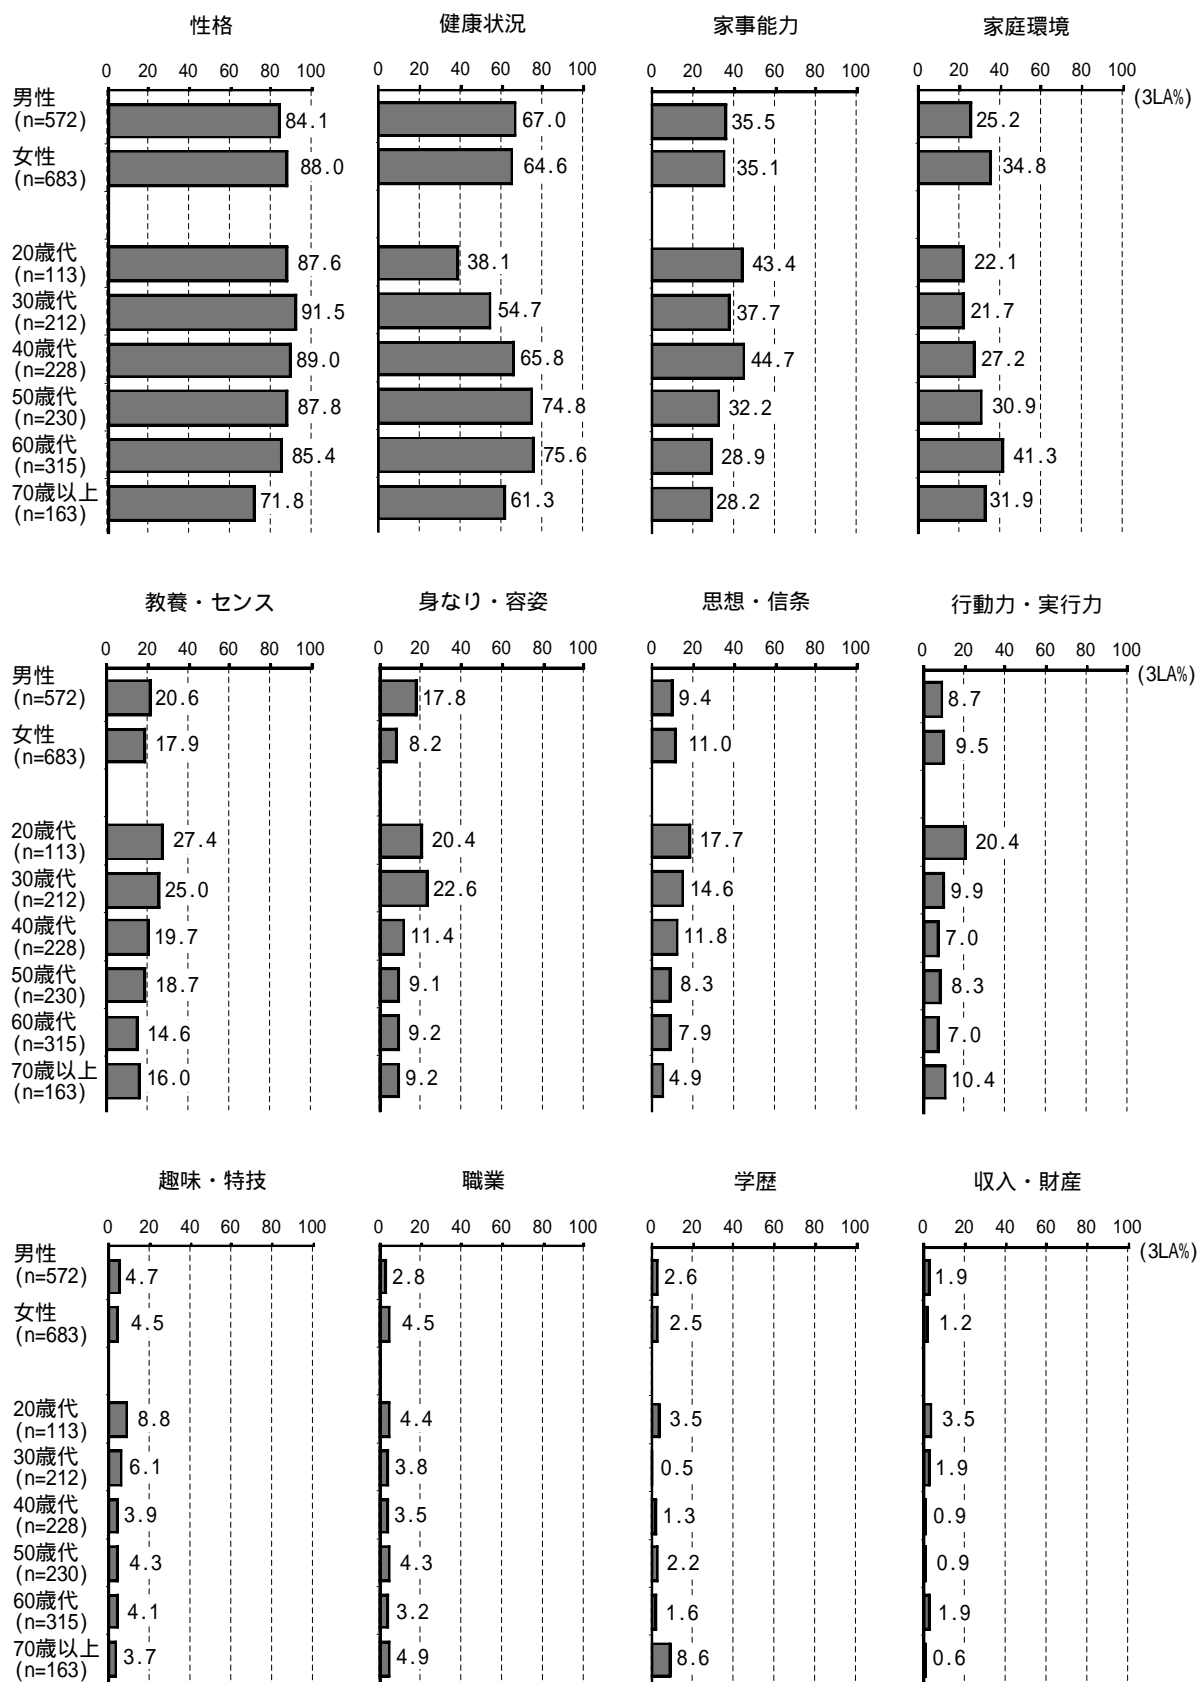 性格 健康状況 家事能力 家庭環境
0 20 40 60 80 100 0 20 40 60 80 100 0 20 40 60 80 100 0 20 40 60 80 100
(3LA%)
男性
(n=572) 84.1 67.0 35.5 25.2
女性
(n=683) 88.0 64.6 35.1 34.8
20歳代
(n=113) 87.6 38.1 43.4 22.1
30歳代
(n=212) 91.5 54.7 37.7 21.7
40歳代
(n=228) 89.0 65.8 44.7 27.2
50歳代
(n=230) 87.8 74.8 32.2 30.9
60歳代
(n=315) 85.4 75.6 28.9 41.3
70歳以上
(n=163) 71.8 61.3 28.2 31.9
教養・センス 身なり・容姿 思想・信条 行動力・実行力
0 20 40 60 80 100 0 20 40 60 80 100 0 20 40 60 80 100 0 20 40 60 80 100
(3LA%)
男性
(n=572) 20.6 17.8 9.4 8.7
女性
(n=683) 17.9 8.2 11.0 9.5
20歳代
(n=113) 27.4 20.4 17.7 20.4
30歳代
(n=212) 25.0 22.6 14.6 9.9
40歳代
(n=228) 19.7 11.4 11.8 7.0
50歳代
(n=230) 18.7 9.1 8.3 8.3
60歳代
(n=315) 14.6 9.2 7.9 7.0
70歳以上
(n=163) 16.0 9.2 4.9 10.4
趣味・特技 職業 学歴 収入・財産
0 20 40 60 80 100 0 20 40 60 80 100 0 20 40 60 80 100 0 20 40 60 80 100
(3LA%)
男性
(n=572) 4.7 2.8 2.6 1.9
女性
(n=683) 4.5 4.5 2.5 1.2
20歳代
(n=113) 8.8 4.4 3.5 3.5
30歳代
(n=212) 6.1 3.8 0.5 1.9
40歳代
(n=228) 3.9 3.5 1.3 0.9
50歳代
(n=230) 4.3 4.3 2.2 0.9
60歳代
(n=315) 4.1 3.2 1.6 1.9
70歳以上
(n=163) 3.7 4.9 8.6 0.6